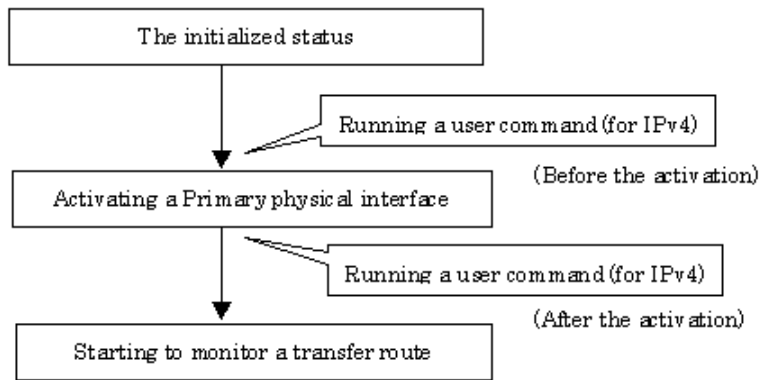 The initialized status
Running a user command (for IPv4)
(Before the activation)
Activating a Primary physical interface
Running a user command (for IPv4)
(After the activation)
Starting to monitor a transfer route